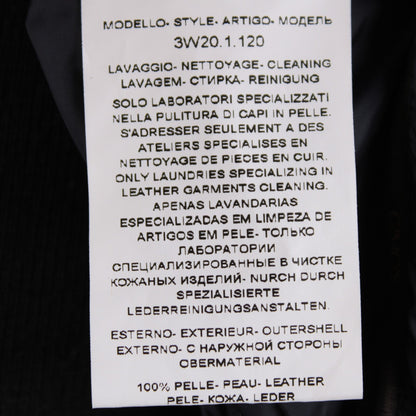 MODELLO- STYLE- ARTIGO- МОДЕЛЬ
3W20.1.120
LAVAGGIO- NETTOYAGE- CLEANING
LAVAGEM- СТИРКА- REINIGUNG
SOLO LABORATORI SPECIALIZZATI
NELLA PULITURA DI CAPI IN PELLE.
S'ADRESSER SEULEMENT A DES
ATELIERS SPECIALISES EN
NETTOYAGE DE PIECES EN CUIR.
ONLY LAUNDRIES SPECIALIZING IN
LEATHER GARMENTS CLEANING.
APENAS LAVANDARIAS
ESPECIALIZADAS EM LIMPEZA DE
ARTIGOS EM PELE- ТОЛЬКО
ЛАБОРАТОРИИ
СПЕЦИАЛИЗИРОВАННЫЕ В ЧИСТКЕ
КОЖАНЫХ ИЗДЕЛИЙ- NURCH DURCH
SPEZIALISIERTE
LEDERREINIGUNGSANSTALTEN.
ESTERNO- EXTERIEUR- OUTERSHELL
EXTERNO- С НАРУЖНОЙ СТОРОНЫ
OBERMATERIAL
100% PELLE- PEAU- LEATHER
PELE- КОЖА- LEDER